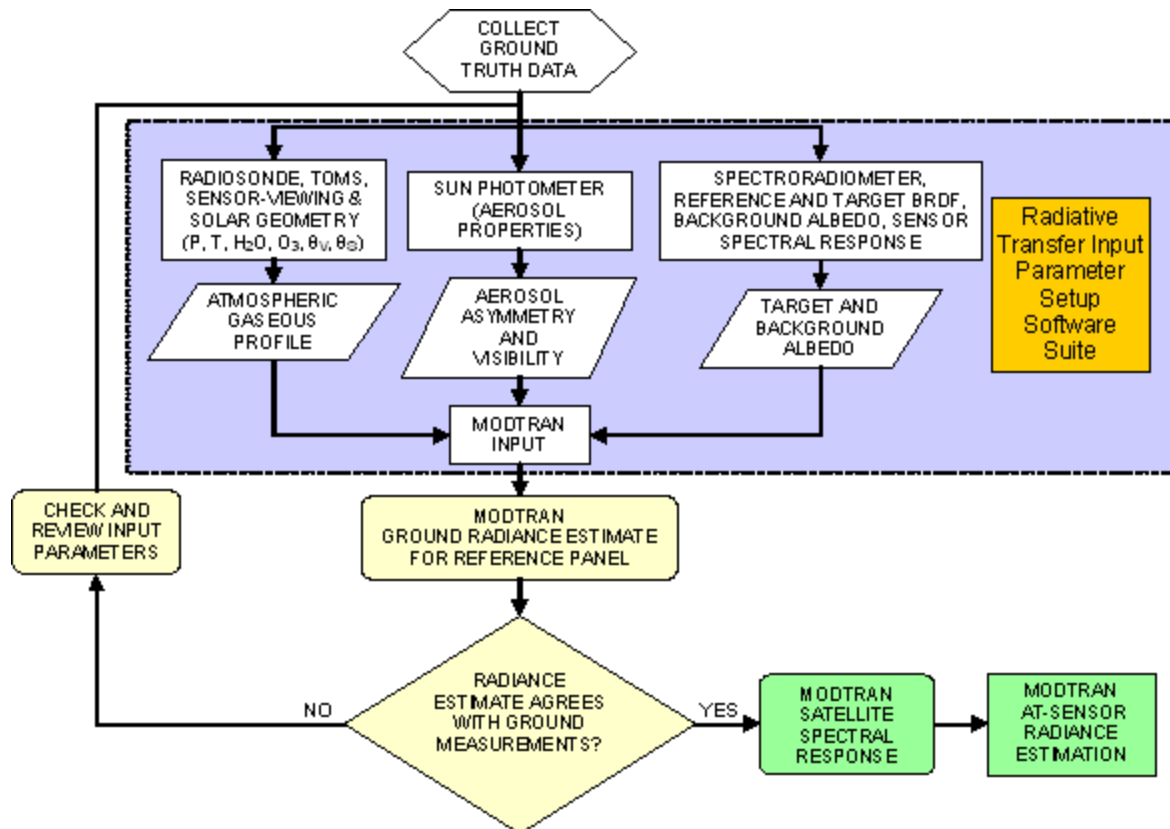 COLLECT
GROUND
TRUTH DATA
RADIOSONDE, TOMS,
SENSOR-VIEWING &
SOLAR GEOMETRY
(P, T, H₂O, O₃, θᵥ, θₛ)
SUN PHOTOMETER
(AEROSOL
PROPERTIES)
SPECTRORADIOMETER,
REFERENCE AND TARGET BRDF,
BACKGROUND ALBEDO, SENSOR
SPECTRAL RESPONSE
Radiative
Transfer Input
Parameter
Setup
Software
Suite
ATMOSPHERIC
GASEOUS
PROFILE
AEROSOL
ASYMMETRY
AND
VISIBILITY
TARGET AND
BACKGROUND
ALBEDO
MODTRAN
INPUT
CHECK AND
REVIEW INPUT
PARAMETERS
MODTRAN
GROUND RADIANCE ESTIMATE
FOR REFERENCE PANEL
RADIANCE
ESTIMATE AGREES
WITH GROUND
MEASUREMENTS?
NO
YES
MODTRAN
SATELLITE
SPECTRAL
RESPONSE
MODTRAN
AT-SENSOR
RADIANCE
ESTIMATION